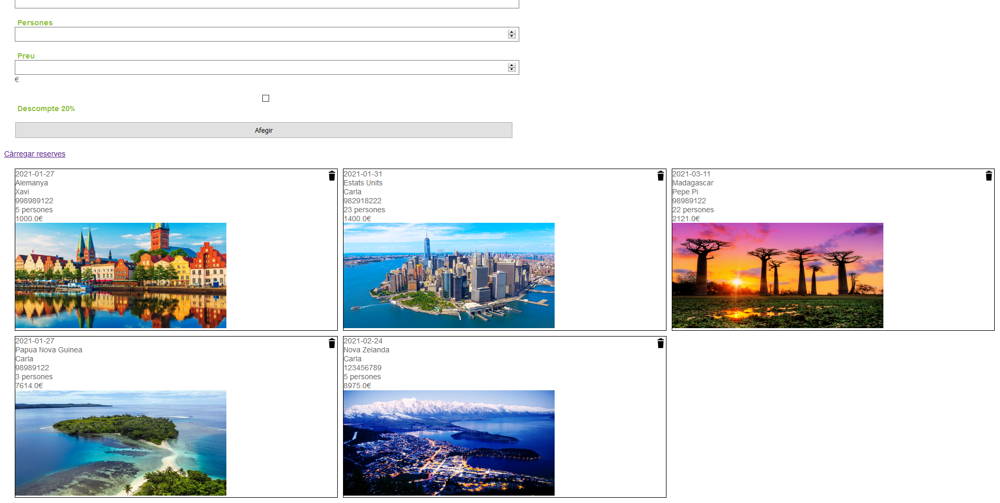 Persones
Preu
€
Descompte 20%
Afegir
Càrregar reserves
2021-01-27
Alemanya
Xavi
998989122
5 persones
1000.0€
2021-01-31
Estats Units
Carla
982918222
23 persones
1400.0€
2021-03-11
Madagascar
Pepe Pi
98989122
22 persones
2121.0€
2021-01-27
Papua Nova Guinea
Carla
98989122
3 persones
7614.0€
2021-02-24
Nova Zelanda
Carla
123456789
5 persones
8975.0€